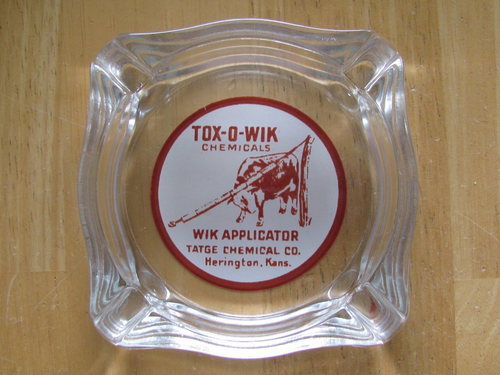 TOX-O-WIK
CHEMICALS
WIK APPLICATOR
TATGE CHEMICAL CO.
Herington, Kans.